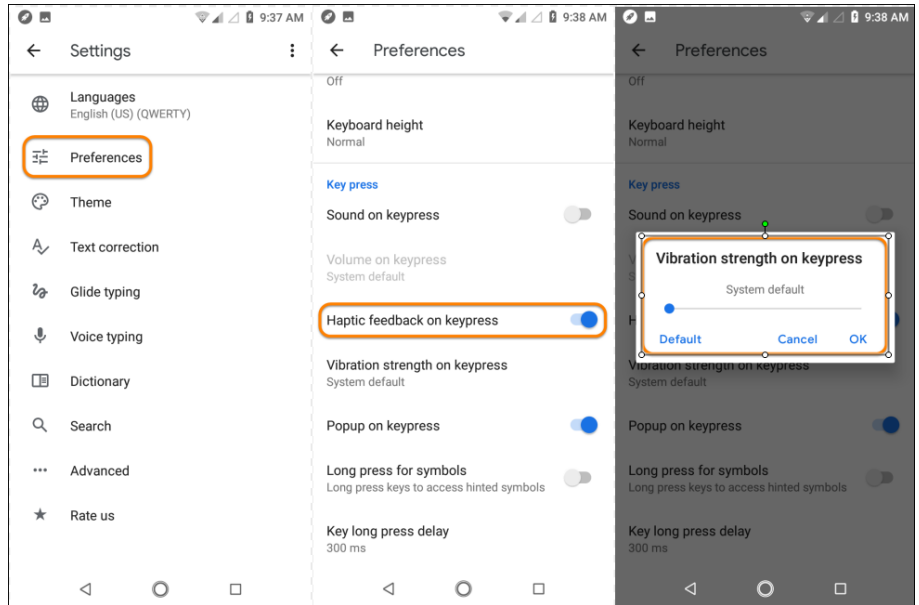 9:37 AM
Settings
Languages
English (US) (QWERTY)
Preferences
Theme
Text correction
Glide typing
Voice typing
Dictionary
Search
Advanced
Rate us
9:38 AM
Preferences
Off
Keyboard height
Normal
Key press
Sound on keypress
Volume on keypress
System default
Haptic feedback on keypress
Vibration strength on keypress
System default
Popup on keypress
Long press for symbols
Long press keys to access hinted symbols
Key long press delay
300 ms
9:38 AM
Preferences
Off
Keyboard height
Normal
Key press
Sound on keypress
Vibration strength on keypress
System default
Default Cancel OK
Vibration strength on keypress
System default
Popup on keypress
Long press for symbols
Long press keys to access hinted symbols
Key long press delay
300 ms